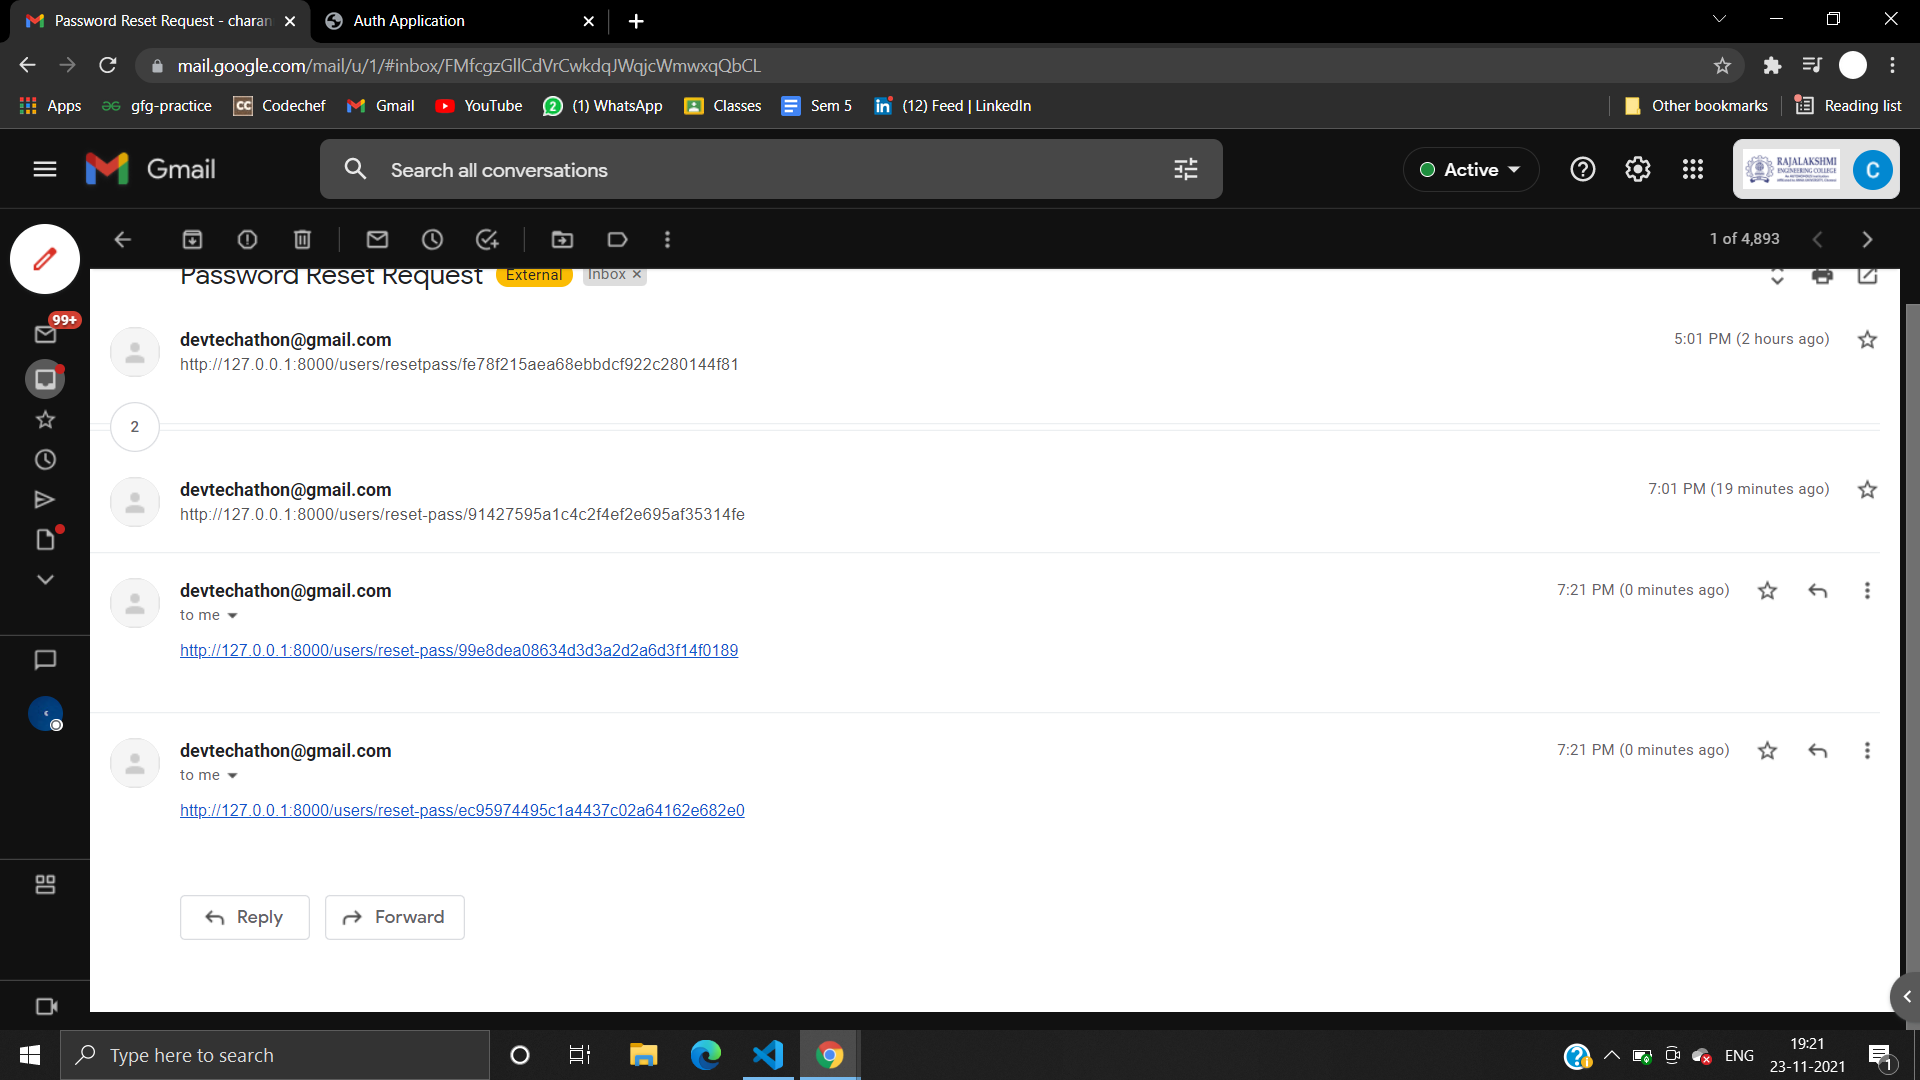 Password Reset Request - charan
Auth Application
mail.google.com/mail/u/1/#inbox/FMfcgzGllCdVrCwkdqJWqjcWmwxqQbCL
Apps
gfg-practice
CC
Codechef
Gmail
YouTube
2
(1) WhatsApp
Classes
Sem 5
in
(12) Feed | LinkedIn
Other bookmarks
Reading list
Gmail
Search all conversations
Active
RAJALAKSHMI
ENGINEERING COLLEGE
C
1 of 4,893
Password Reset Request
External
Inbox
99+
devtechathon@gmail.com
5:01 PM (2 hours ago)
http://127.0.0.1:8000/users/resetpass/fe78f215aea68ebbdcf922c280144f81
2
devtechathon@gmail.com
7:01 PM (19 minutes ago)
http://127.0.0.1:8000/users/reset-pass/91427595a1c4c2f4ef2e695af35314fe
devtechathon@gmail.com
7:21 PM (0 minutes ago)
to me
http://127.0.0.1:8000/users/reset-pass/99e8dea08634d3d3a2d2a6d3f14f0189
devtechathon@gmail.com
7:21 PM (0 minutes ago)
to me
http://127.0.0.1:8000/users/reset-pass/ec95974495c1a4437c02a64162e682e0
Reply
Forward
Type here to search
ENG
19:21
23-11-2021
1